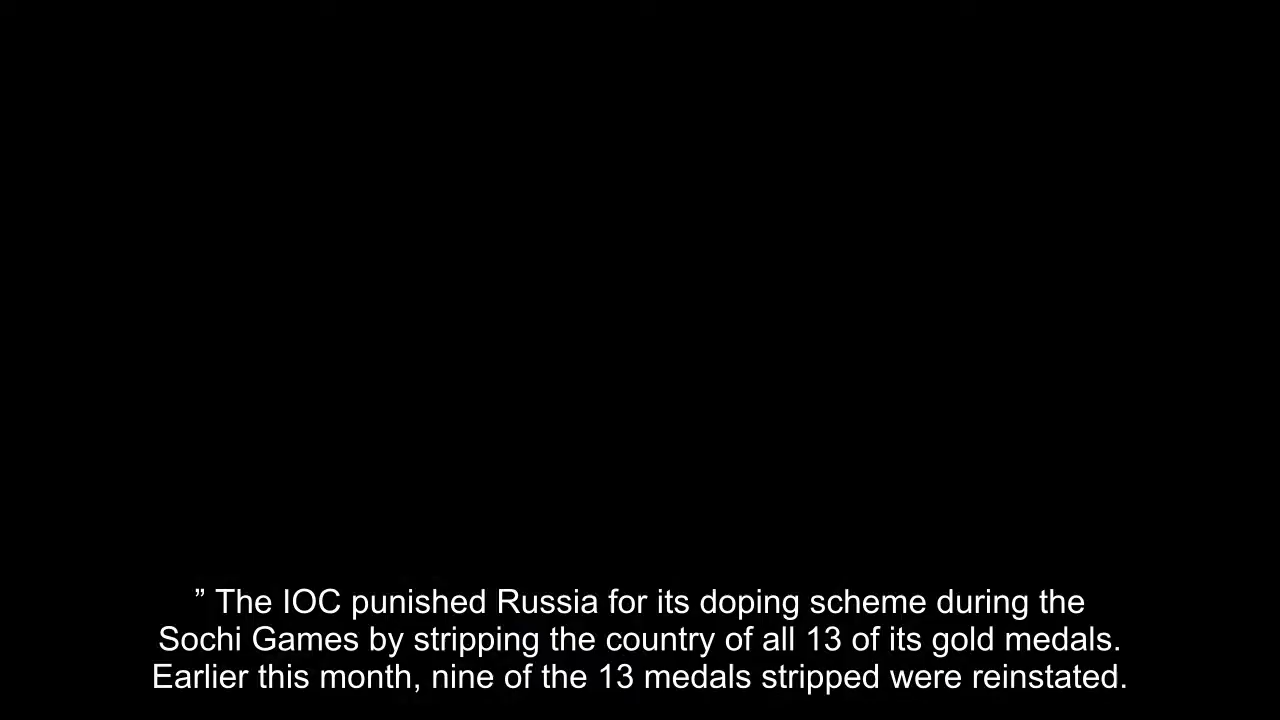 ” The IOC punished Russia for its doping scheme during the
Sochi Games by stripping the country of all 13 of its gold medals.
Earlier this month, nine of the 13 medals stripped were reinstated.